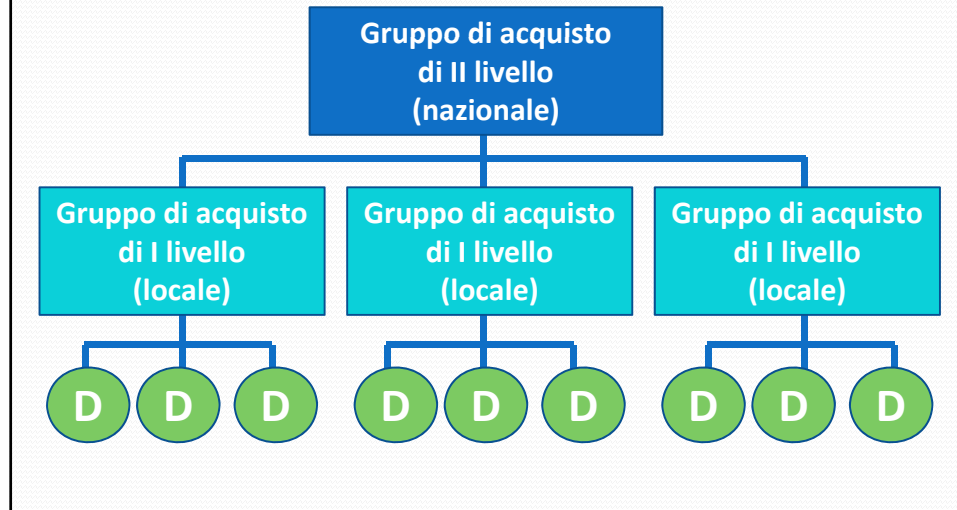 Gruppo di acquisto
di II livello
(nazionale)
Gruppo di acquisto
di I livello
(locale)
Gruppo di acquisto
di I livello
(locale)
Gruppo di acquisto
di I livello
(locale)
D D D D D D D D D